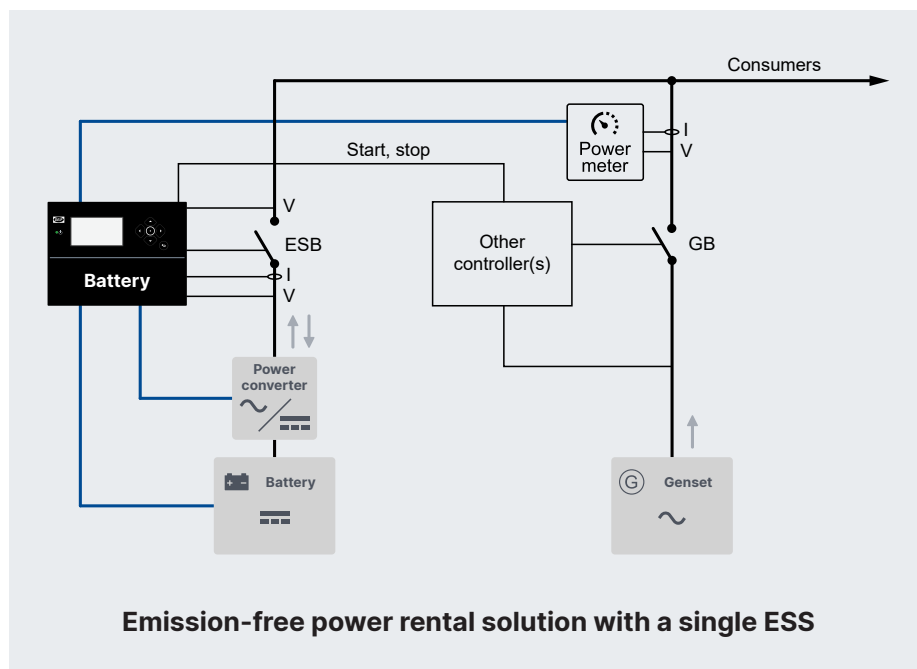 Consumers
I
Power
meter
V
Start, stop
V
ESB
Other
controller(s)
GB
Battery
I
V
Power
converter
Battery
G
Genset
Emission-free power rental solution with a single ESS